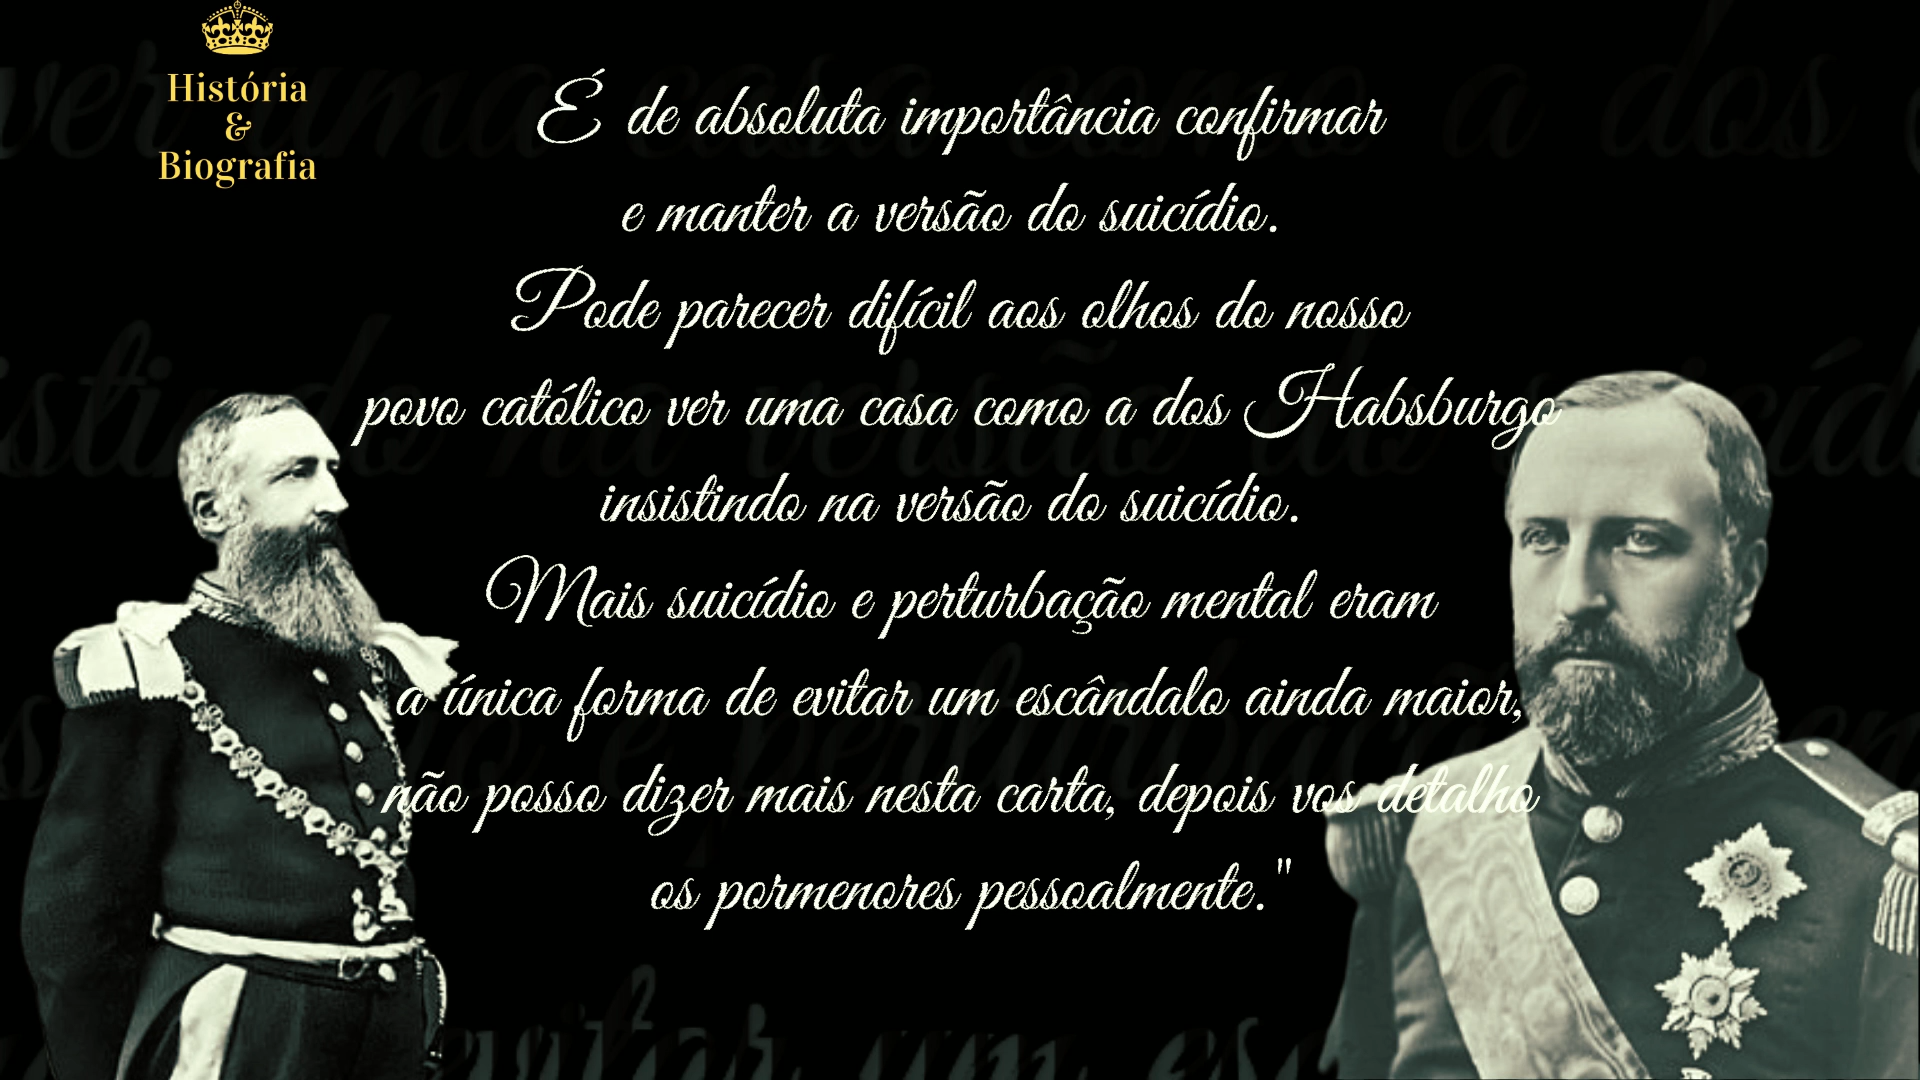 História
&
Biografia
É de absoluta importância confirmar
e manter a versão do suicídio.
Pode parecer difícil aos olhos do nosso
povo católico ver uma casa como a dos Habsburgo
insistindo na versão do suicídio.
Mais suicídio e perturbação mental eram
a única forma de evitar um escândalo ainda maior,
não posso dizer mais nesta carta, depois vos detalho
os pormenores pessoalmente."